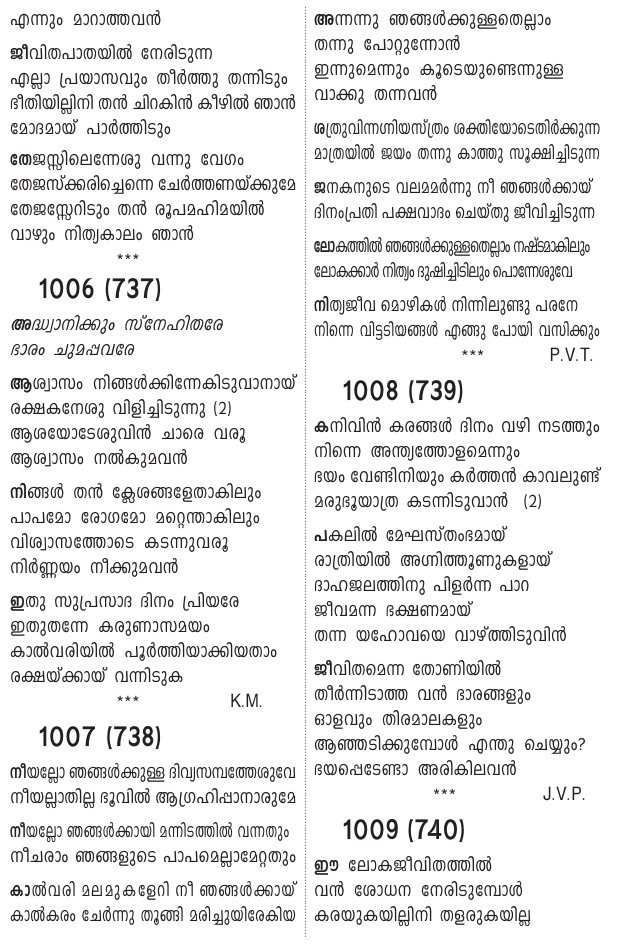 എന്നും മാറാത്തവൻ
ജീവിതപാതയിൽ നേരിടുന്ന
എല്ലാ പ്രയാസവും തീർത്തു തന്നിടും
ഭീതിയില്ലിനി തൻ ചിറകിൻ കീഴിൽ ഞാൻ
മോദമായ് പാർത്തിടും
തേജസ്സിലെന്നേശു വന്നു വേഗം
തേജസ്ക്കരിച്ചെന്നെ ചേർത്തണയ്ക്കുമേ
തേജസ്സേറിടും തൻ രൂപമഹിമയിൽ
വാഴും നിത്യകാലം ഞാൻ
***
1006 (737)
അദ്ധ്വാനിക്കും സ്നേഹിതരേ
ഭാരം ചുമപ്പവരേ
ആശ്വാസം നിങ്ങൾക്കിന്നേകിടുവാനായ്
രക്ഷകനേശു വിളിച്ചിടുന്നു (2)
ആശയോടേശുവിൻ ചാരെ വരൂ
ആശ്വാസം നൽകുമവൻ
നിങ്ങൾ തൻ ക്ലേശങ്ങളേതാകിലും
പാപമോ രോഗമോ മറ്റെന്താകിലും
വിശ്വാസത്തോടെ കടന്നുവരൂ
നിർണ്ണയം നീക്കുമവൻ
ഇതു സുപ്രസാദ ദിനം പ്രിയരേ
ഇതുതന്നേ കരുണാസമയം
കാൽവരിയിൽ പൂർത്തിയാക്കിയതാം
രക്ഷയ്ക്കായ് വന്നിടുക
*** K.M.
1007 (738)
നീയല്ലോ ഞങ്ങൾക്കുള്ള ദിവ്യസമ്പത്തേശുവേ
നീയല്ലാതില്ല ഭൂവിൽ ആഗ്രഹിപ്പാനാരുമേ
നീയല്ലോ ഞങ്ങൾക്കായി മന്നിടത്തിൽ വന്നതും
നീചരാം ഞങ്ങളുടെ പാപമെല്ലാമേറ്റതും
കാൽവരി മലമുകളേറി നീ ഞങ്ങൾക്കായ്
കാൽകരം ചേർന്നു തൂങ്ങി മരിച്ചുയിരേകിയ
അന്നന്നു ഞങ്ങൾക്കുള്ളതെല്ലാം
തന്നു പോറ്റുന്നോൻ
ഇന്നുമെന്നും കൂടെയുണ്ടെന്നുള്ള
വാക്കു തന്നവൻ
ശത്രുവിന്നഗ്നിയസ്ത്രം ശക്തിയോടെതിർക്കുന്ന
മാത്രയിൽ ജയം തന്നു കാത്തു സൂക്ഷിച്ചിടുന്ന
ജനകനുടെ വലമമർന്നു നീ ഞങ്ങൾക്കായ്
ദിനംപ്രതി പക്ഷവാദം ചെയ്തു ജീവിച്ചിടുന്ന
ലോകത്തിൽ ഞങ്ങൾക്കുള്ളതെല്ലാം നഷ്ടമാകിലും
ലോകക്കാർ നിത്യം ദുഷിച്ചിടിലും പൊന്നേശുവേ
നിത്യജീവ മൊഴികൾ നിന്നിലുണ്ടു പരനേ
നിന്നെ വിട്ടടിയങ്ങൾ എങ്ങു പോയി വസിക്കും
*** P.V.T.
1008 (739)
കനിവിൻ കരങ്ങൾ ദിനം വഴി നടത്തും
നിന്നെ അന്ത്യത്തോളമെന്നും
ഭയം വേണ്ടിനിയും കർത്തൻ കാവലുണ്ട്
മരുഭൂയാത്ര കടന്നിടുവാൻ (2)
പകലിൽ മേഘസ്തംഭമായ്
രാത്രിയിൽ അഗ്നിത്തൂണുകളായ്
ദാഹജലത്തിനു പിളർന്ന പാറ
ജീവമന്ന ഭക്ഷണമായ്
തന്ന യഹോവയെ വാഴ്ത്തിടുവിൻ
ജീവിതമെന്ന തോണിയിൽ
തീർന്നിടാത്ത വൻ ഭാരങ്ങളും
ഓളവും തിരമാലകളും
ആഞ്ഞടിക്കുമ്പോൾ എന്തു ചെയ്യും?
ഭയപ്പെടേണ്ടാ അരികിലവൻ
*** J.V.P.
1009 (740)
ഈ ലോകജീവിതത്തിൽ
വൻ ശോധന നേരിടുമ്പോൾ
കരയുകയില്ലിനി തളരുകയില്ല